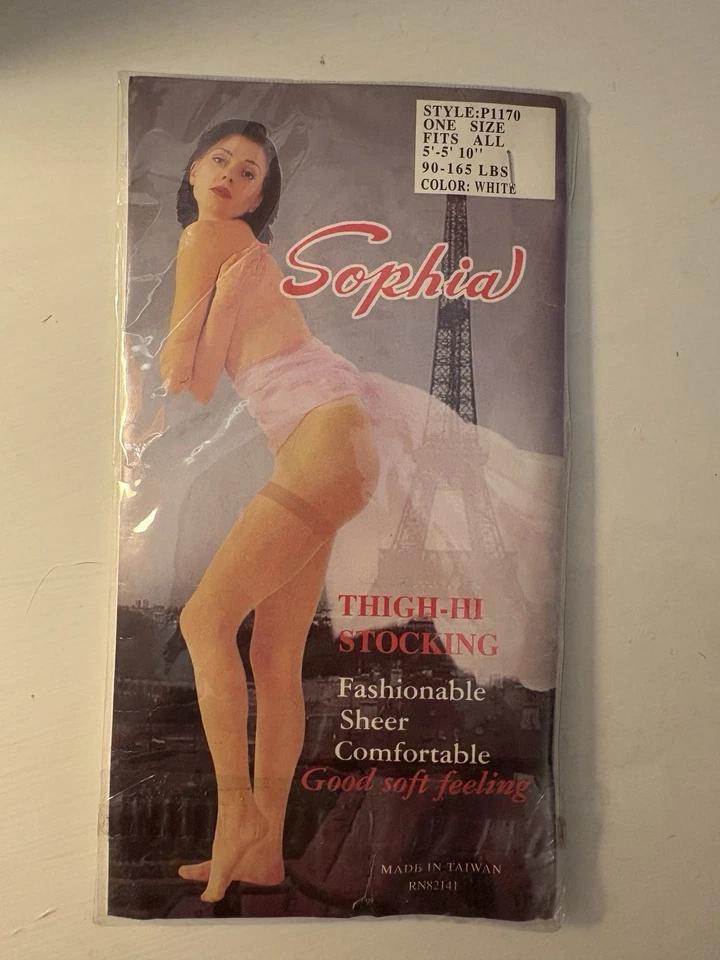 STYLE:P1170
ONE SIZE
FITS ALL
5'-5' 10"
90-165 LBS
COLOR: WHITE
Sophia
THIGH-HI
STOCKING
Fashionable
Sheer
Comfortable
Good soft feeling
MADE IN TAIWAN
RN82141